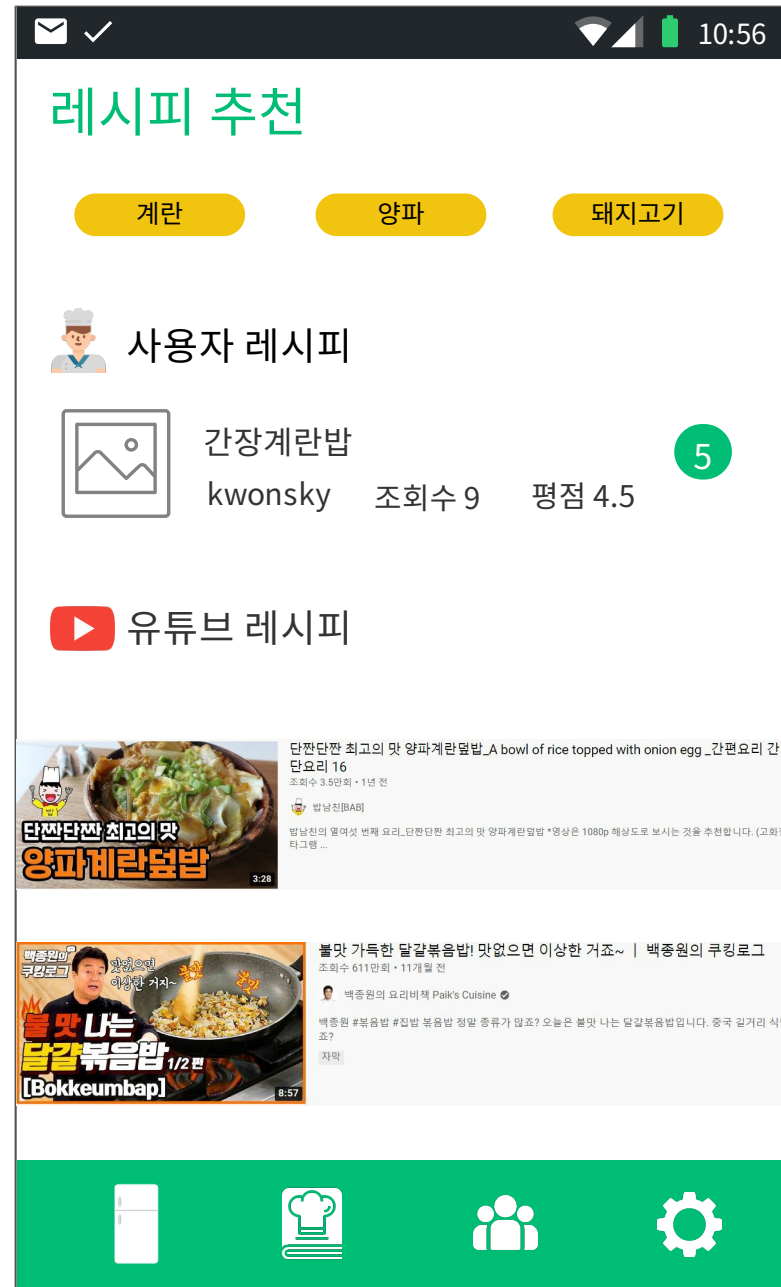 10:56
레시피 추천
계란 양파 돼지고기
사용자 레시피
간장계란밥
5
kwonsky 조회수 9 평점 4.5
유튜브 레시피
단짠단짠 최고의 맛 양파계란덮밥_A bowl of rice topped with onion egg _간편요리 간
단요리 16
조회수 3.5만회 • 1년 전
밥남친[BAB]
밥남친의 열여섯 번째 요리_단짠단짠 최고의 맛 양파계란덮밥 *영상은 1080p 해상도로 보시는 것을 추천합니다. (고화질
타그램 ...
밥
단짠단짠 최고의 맛
양파계란덮밥
3:28
불맛 가득한 달걀볶음밥! 맛없으면 이상한 거죠~ ㅣ 백종원의 쿠킹로그
조회수 611만회 • 11개월 전
백종원의 요리비책 Paik's Cuisine
백종원 #볶음밥 #집밥 볶음밥 정말 종류가 많죠? 오늘은 불맛 나는 달걀볶음밥입니다. 중국 길거리 식
죠?
자막
백종원의
쿠킹로그
맛없으면
이상한 거지~
불맛
불맛
불 맛 나는
달걀볶음밥 1/2 편
[Bokkeumbap]
8:57